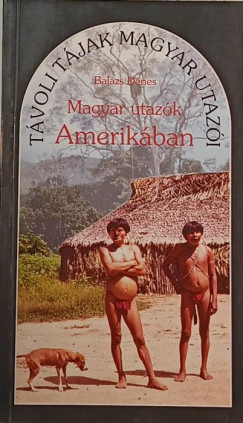 TÁVOLI TÁJAK MAGYAR UTAZÓI
Balázs Dénes
Magyar utazók
Amerikában